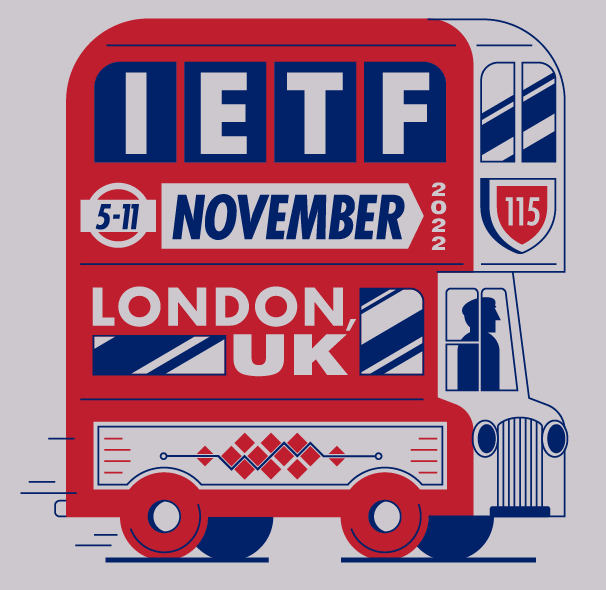 IETF
5-11 NOVEMBER 2022
115
LONDON,
UK